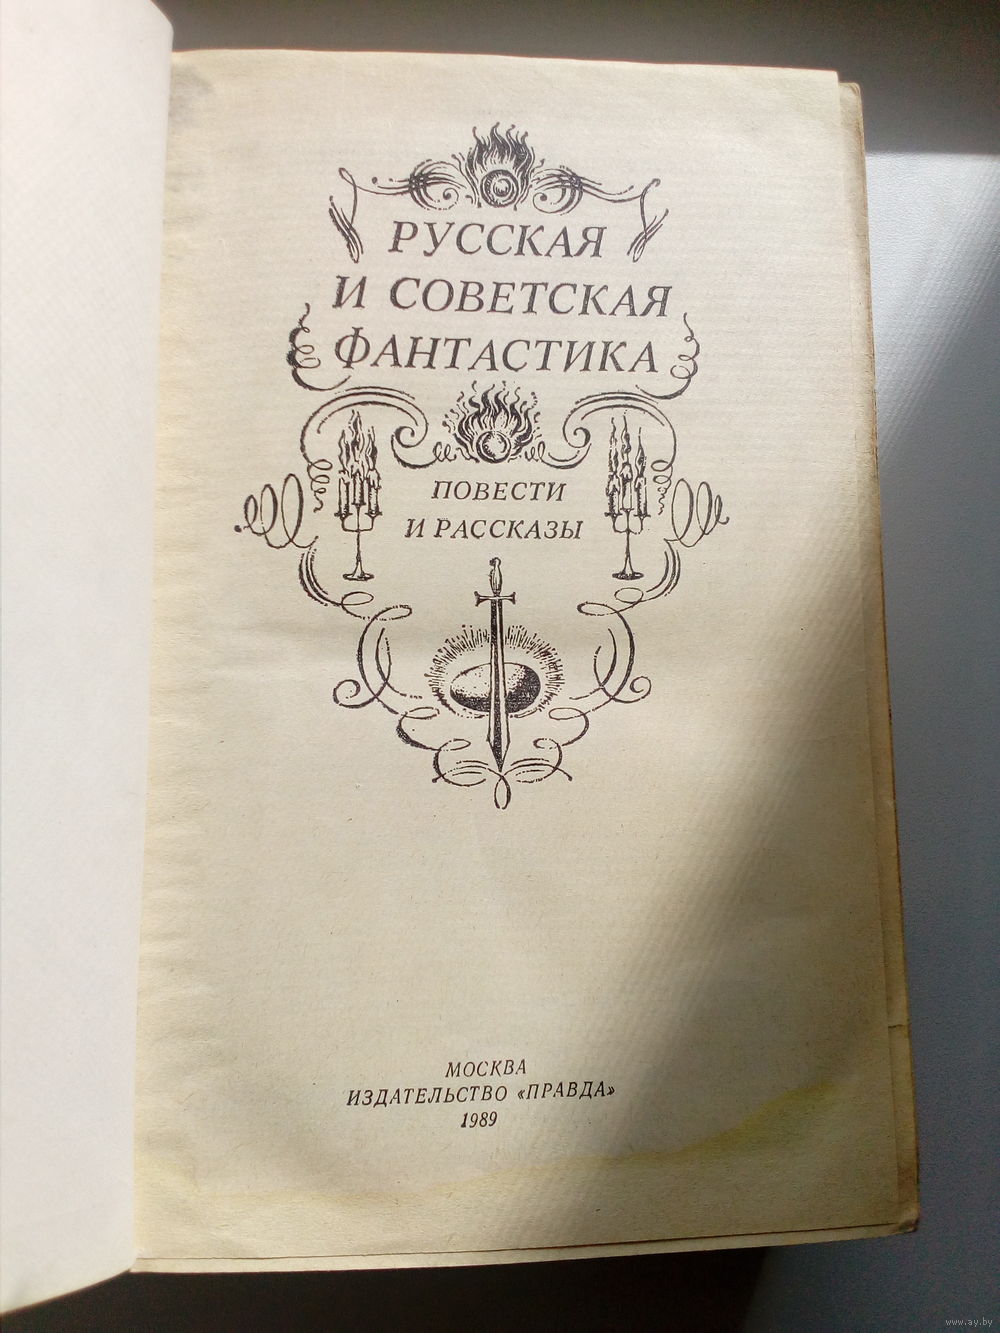 РУССКАЯ
И СОВЕТСКАЯ
ФАНТАСТИКА
ПОВЕСТИ
И РАССКАЗЫ
МОСКВА
ИЗДАТЕЛЬСТВО «ПРАВДА»
1989
www.ay.by